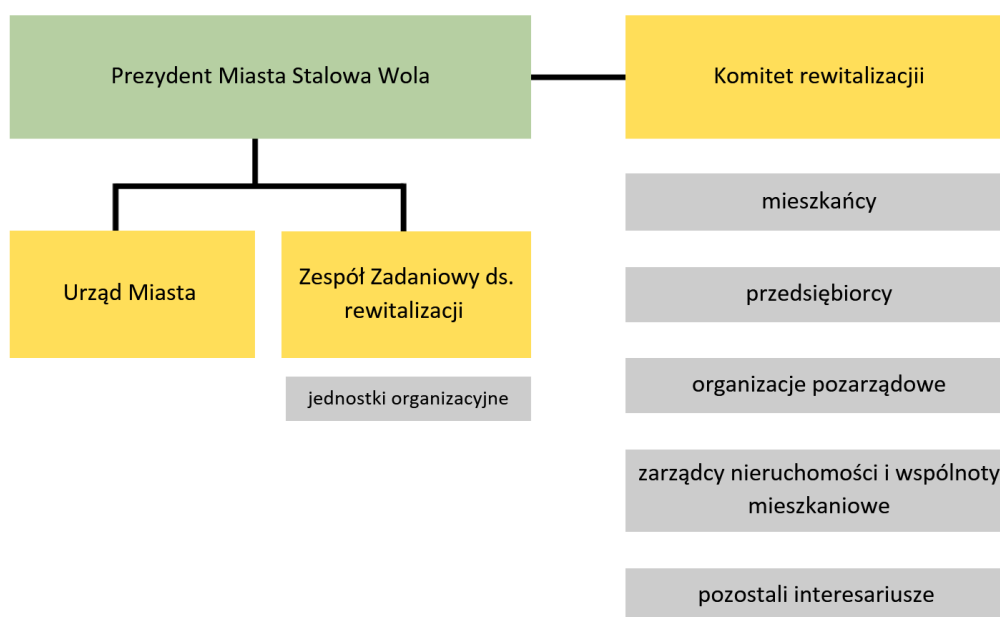 Prezydent Miasta Stalowa Wola
Komitet rewitalizacjii
mieszkańcy
Urząd Miasta
Zespół Zadaniowy ds.
rewitalizacji
przedsiębiorcy
jednostki organizacyjne
organizacje pozarządowe
zarządcy nieruchomości i wspólnoty
mieszkaniowe
pozostali interesariusze